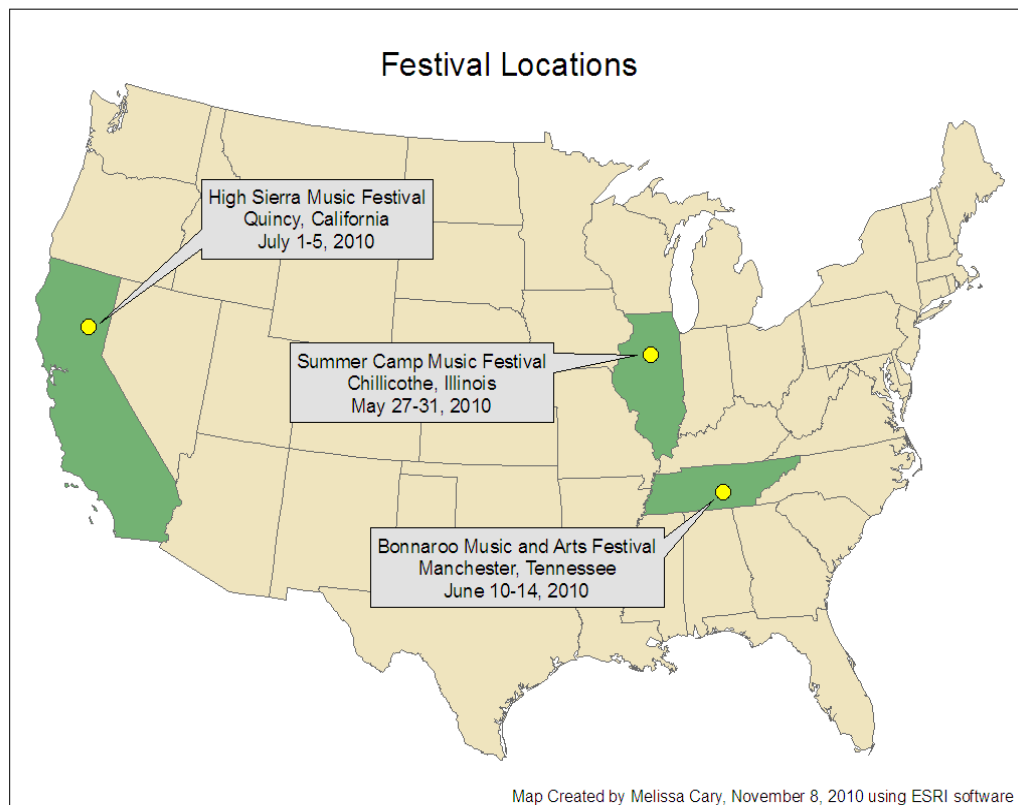 Festival Locations
High Sierra Music Festival
Quincy, California
July 1-5, 2010
Summer Camp Music Festival
Chillicothe, Illinois
May 27-31, 2010
Bonnaroo Music and Arts Festival
Manchester, Tennessee
June 10-14, 2010
Map Created by Melissa Cary, November 8, 2010 using ESRI software